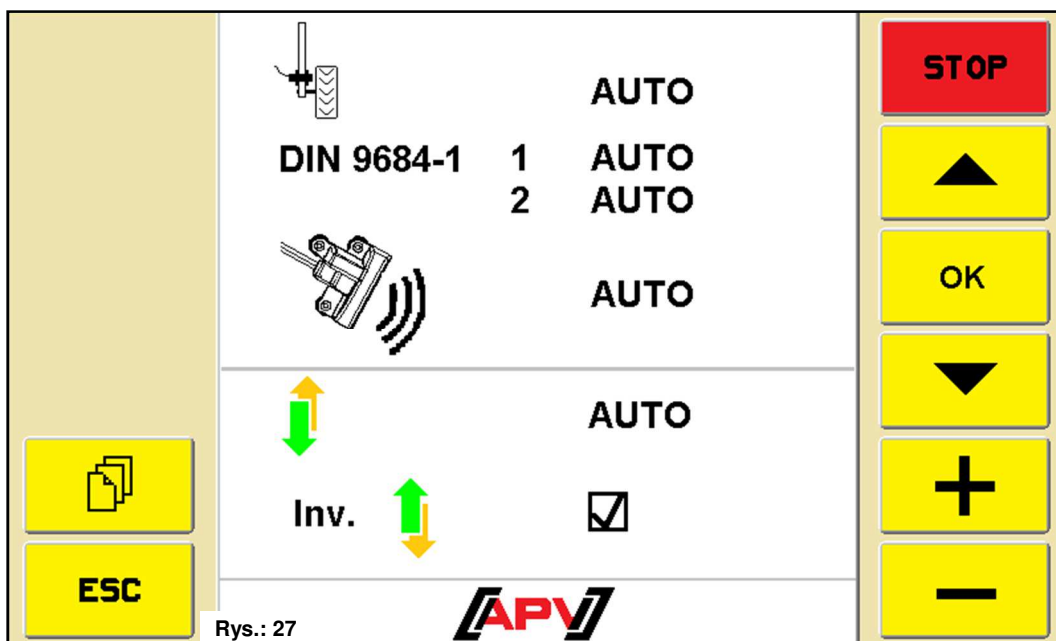 STOP
AUTO
DIN 9684-1 1 AUTO
2 AUTO
OK
AUTO
AUTO
Inv.
ESC
Rys.: 27
APV